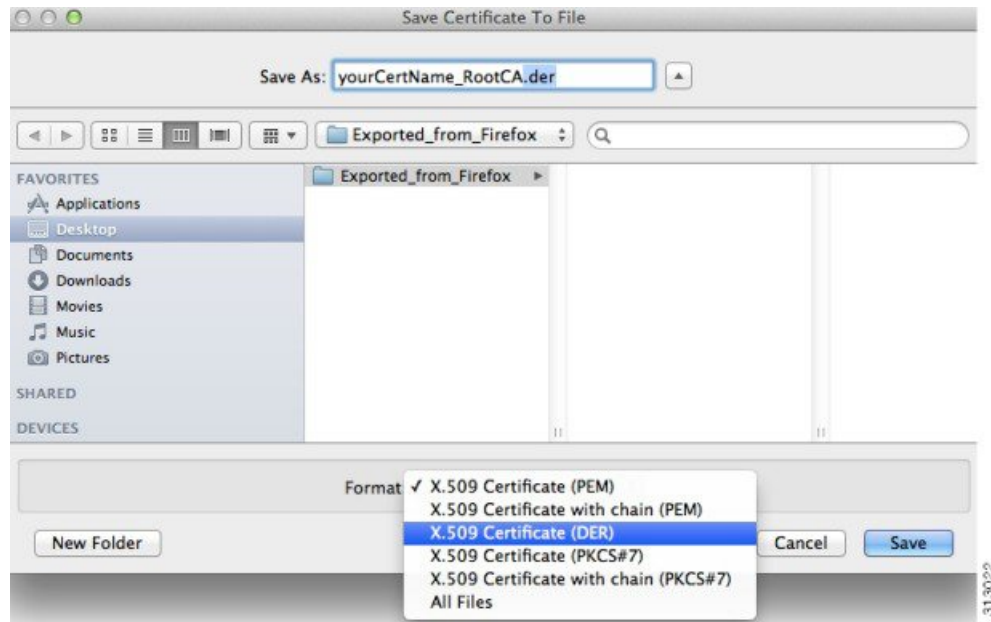 Save Certificate To File
Save As: yourCertName_RootCA.der
Exported_from_Firefox
FAVORITES
Applications
Desktop
Documents
Downloads
Movies
Music
Pictures
SHARED
DEVICES
Exported_from_Firefox
Format
✓ X.509 Certificate (PEM)
X.509 Certificate with chain (PEM)
X.509 Certificate (DER)
X.509 Certificate (PKCS#7)
X.509 Certificate with chain (PKCS#7)
All Files
New Folder
Cancel
Save
313022